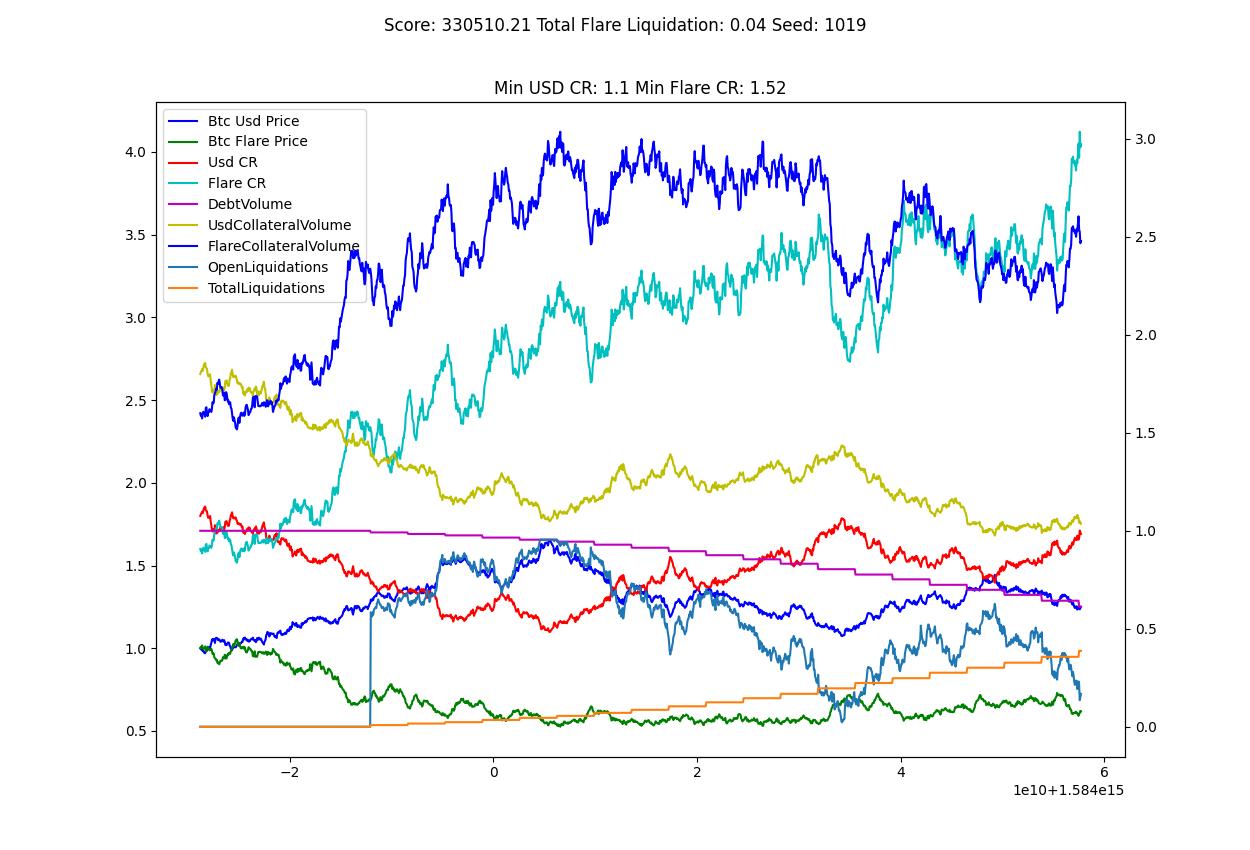 Score: 330510.21 Total Flare Liquidation: 0.04 Seed: 1019
Min USD CR: 1.1 Min Flare CR: 1.52
Btc Usd Price
Btc Flare Price
Usd CR
Flare CR
DebtVolume
UsdCollateralVolume
FlareCollateralVolume
OpenLiquidations
TotalLiquidations
4.0
3.5
3.0
2.5
2.0
1.5
1.0
0.5
3.0
2.5
2.0
1.5
1.0
0.5
0.0
−2 0 2 4 6
1e10+1.584e15